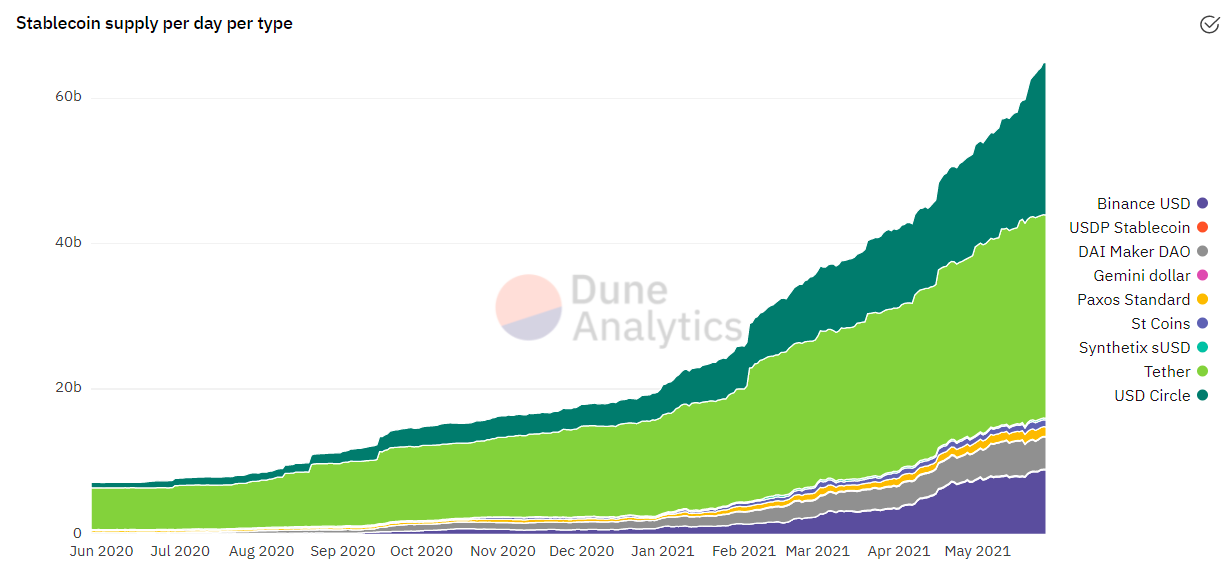 Stablecoin supply per day per type
60b
40b
20b
0
Dune
Analytics
Jun 2020 Jul 2020 Aug 2020 Sep 2020 Oct 2020 Nov 2020 Dec 2020 Jan 2021 Feb 2021 Mar 2021 Apr 2021 May 2021
Binance USD
USDP Stablecoin
DAI Maker DAO
Gemini dollar
Paxos Standard
St Coins
Synthetix sUSD
Tether
USD Circle